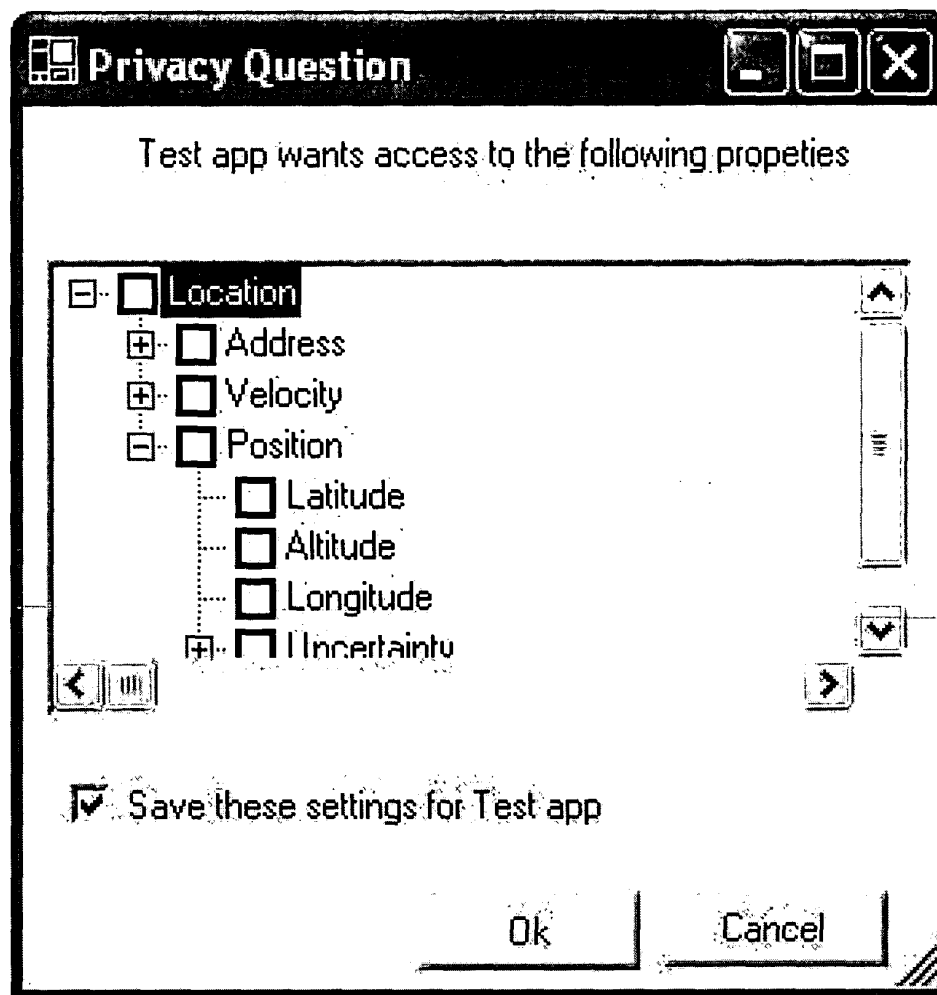 Privacy Question
Test app wants access to the following propeties
Location
Address
Velocity
Position
Latitude
Altitude
Longitude
Uncertainty
Save these settings for Test app
Ok
Cancel